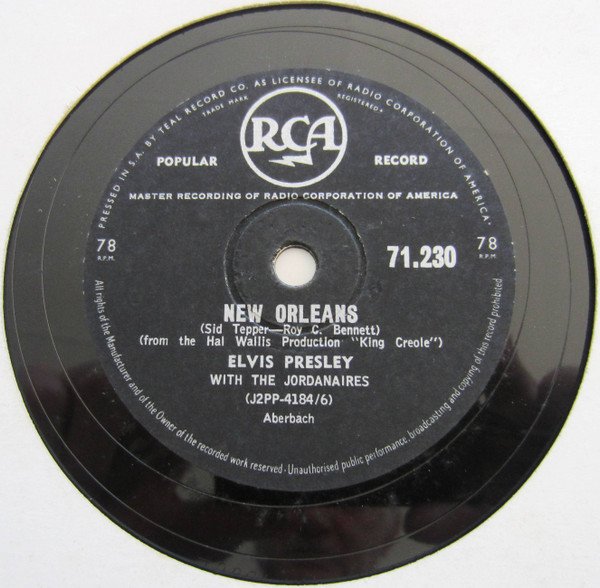 PRESSED IN S.A. BY TEAL RECORD CO. AS LICENSEE OF RADIO CORPORATION OF AMERICA
TRADE MARK
REGISTERED
RCA
POPULAR RECORD
MASTER RECORDING OF RADIO CORPORATION OF AMERICA
78 R.P.M.
78 R.P.M.
71.230
NEW ORLEANS
(Sid Tepper—Roy C. Bennett)
(from the Hal Wallis Production "King Creole")
ELVIS PRESLEY
WITH THE JORDANAIRES
(J2PP-4184/6)
Aberbach
All rights of the Manufacturer and of the Owner of the recorded work reserved · Unauthorised public performance, broadcasting and copying of this record prohibited